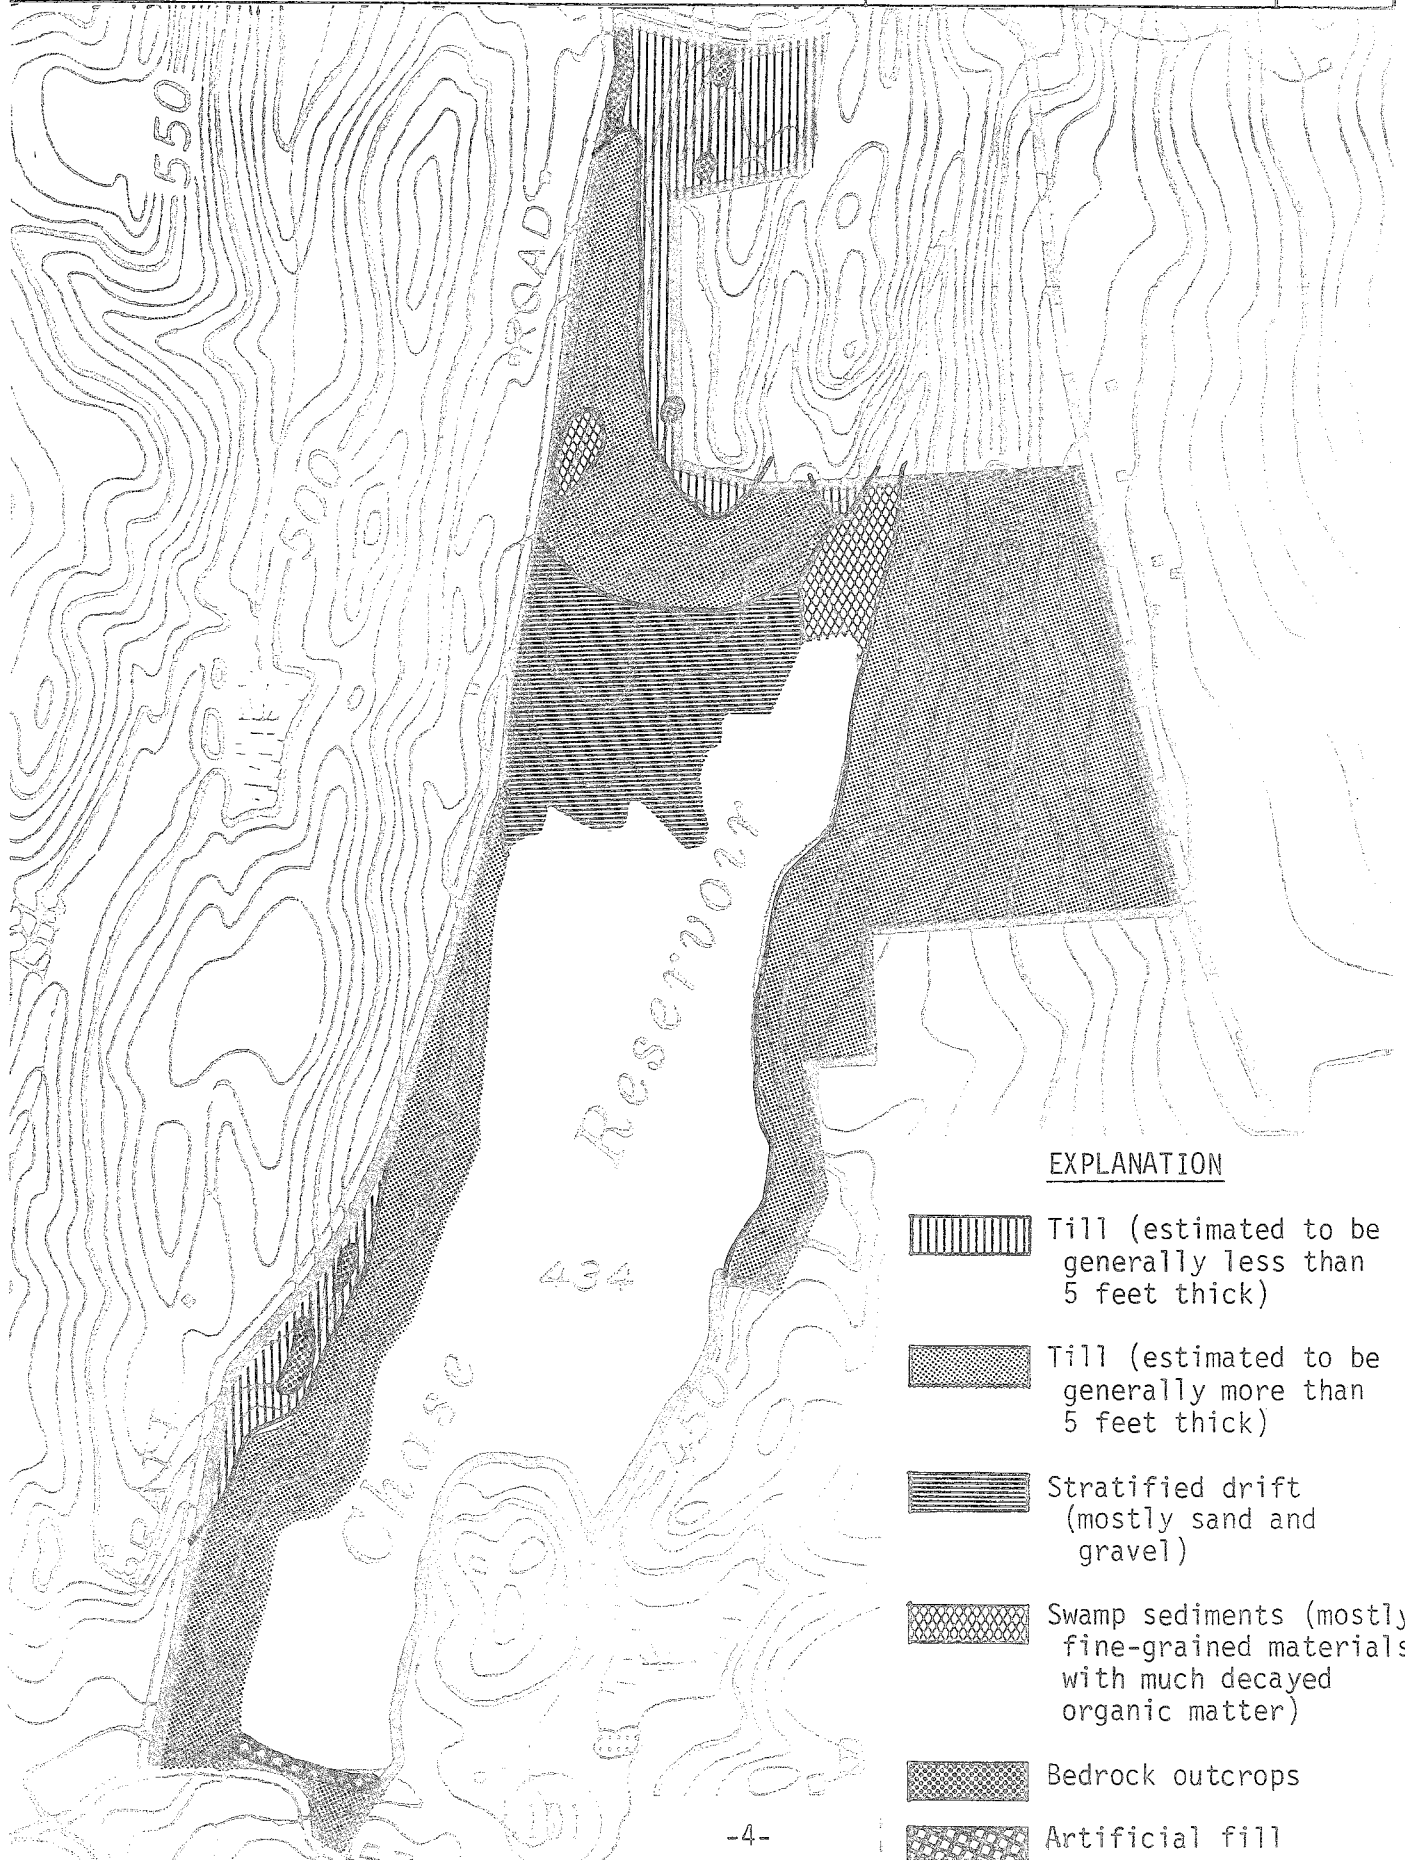 550
ROAD
500
Reservoir
434
Chase
450
EXPLANATION
Till (estimated to be
generally less than
5 feet thick)
Till (estimated to be
generally more than
5 feet thick)
Stratified drift
(mostly sand and
gravel)
Swamp sediments (mostly
fine-grained materials
with much decayed
organic matter)
Bedrock outcrops
Artificial fill
-4-